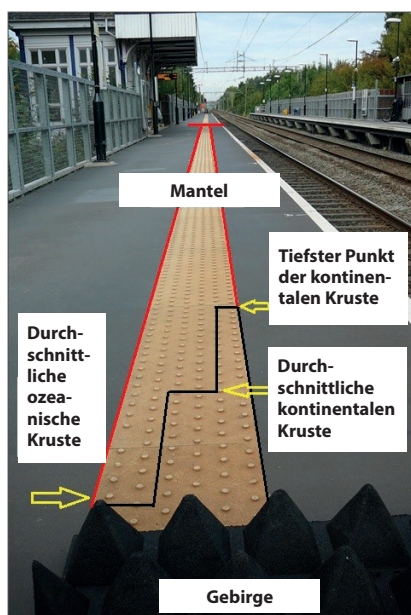 Mantel
Tiefster Punkt
der kontinen-
talen Kruste
Durch-
schnitt-
liche
ozea-
nische
Kruste
Durch-
schnittliche
kontinentalen
Kruste
Gebirge